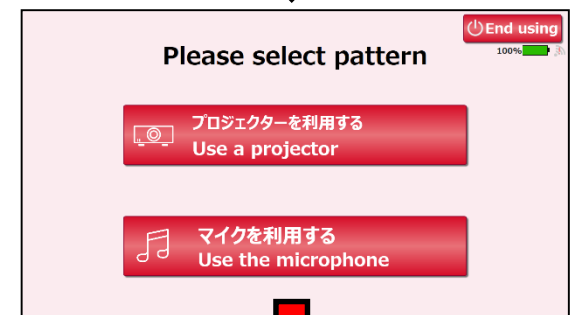 End using
100%
Please select pattern
プロジェクターを利用する
Use a projector
マイクを利用する
Use the microphone